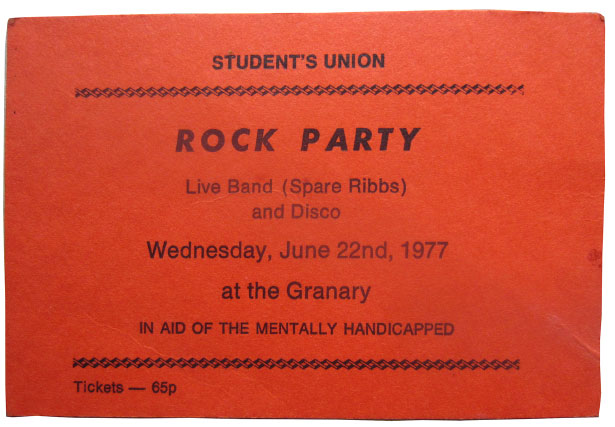 STUDENT'S UNION
ROCK PARTY
Live Band (Spare Ribbs)
and Disco
Wednesday, June 22nd, 1977
at the Granary
IN AID OF THE MENTALLY HANDICAPPED
Tickets — 65p